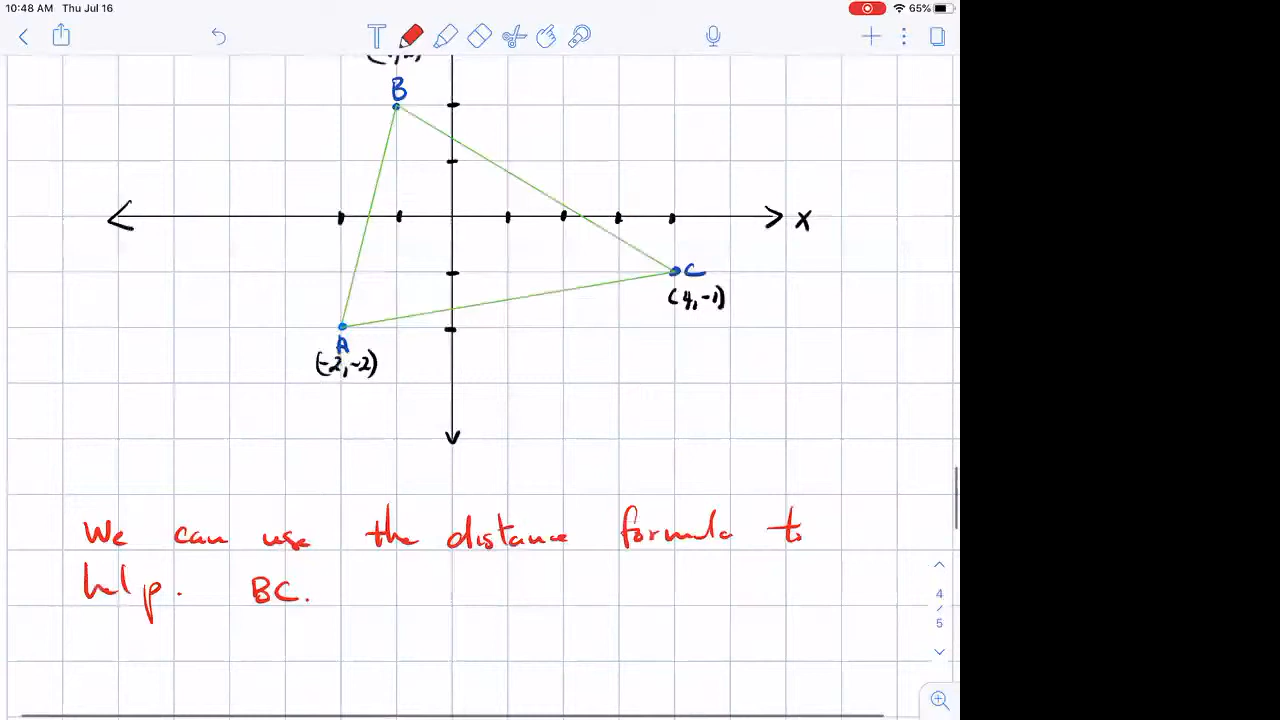 10:48 AM Thu Jul 16 65%
B
X
C
(4,-1)
A
(-2,-2)
We can use the distance formula to
help. BC.
4
/
5